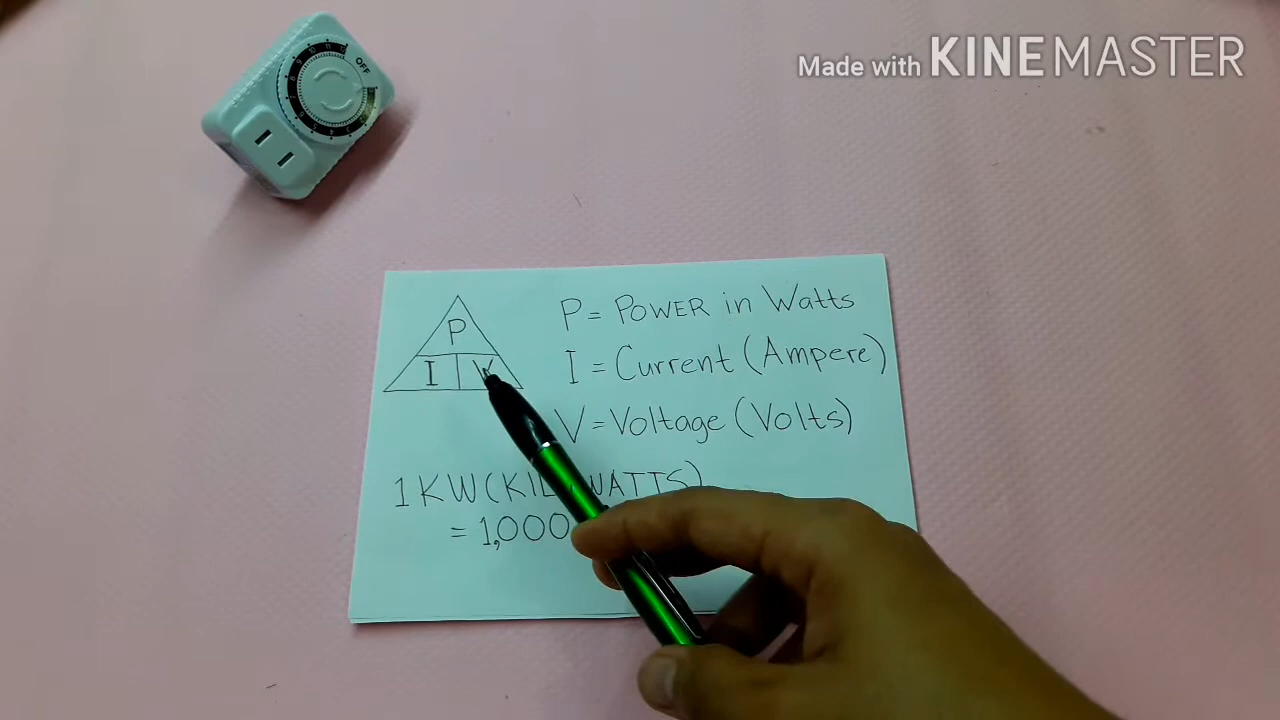 Made with KINEMASTER
OFF
P
I V
P = POWER in Watts
I = Current (Ampere)
V = Voltage (Volts)
1 KW
= 1,000